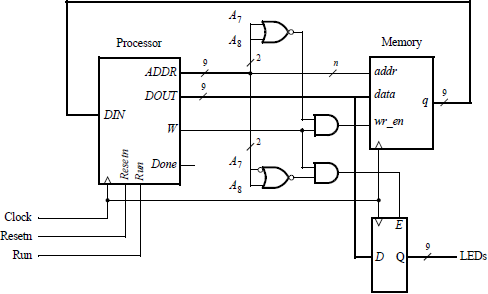 A7
A8
Processor
Memory
ADDR
9
2
n
addr
DOUT
9
data
9
DIN
q
W
wr_en
2
Done
A7
A8
Resetn
Run
Clock
E
Resetn
Run
D
Q
9
LEDs